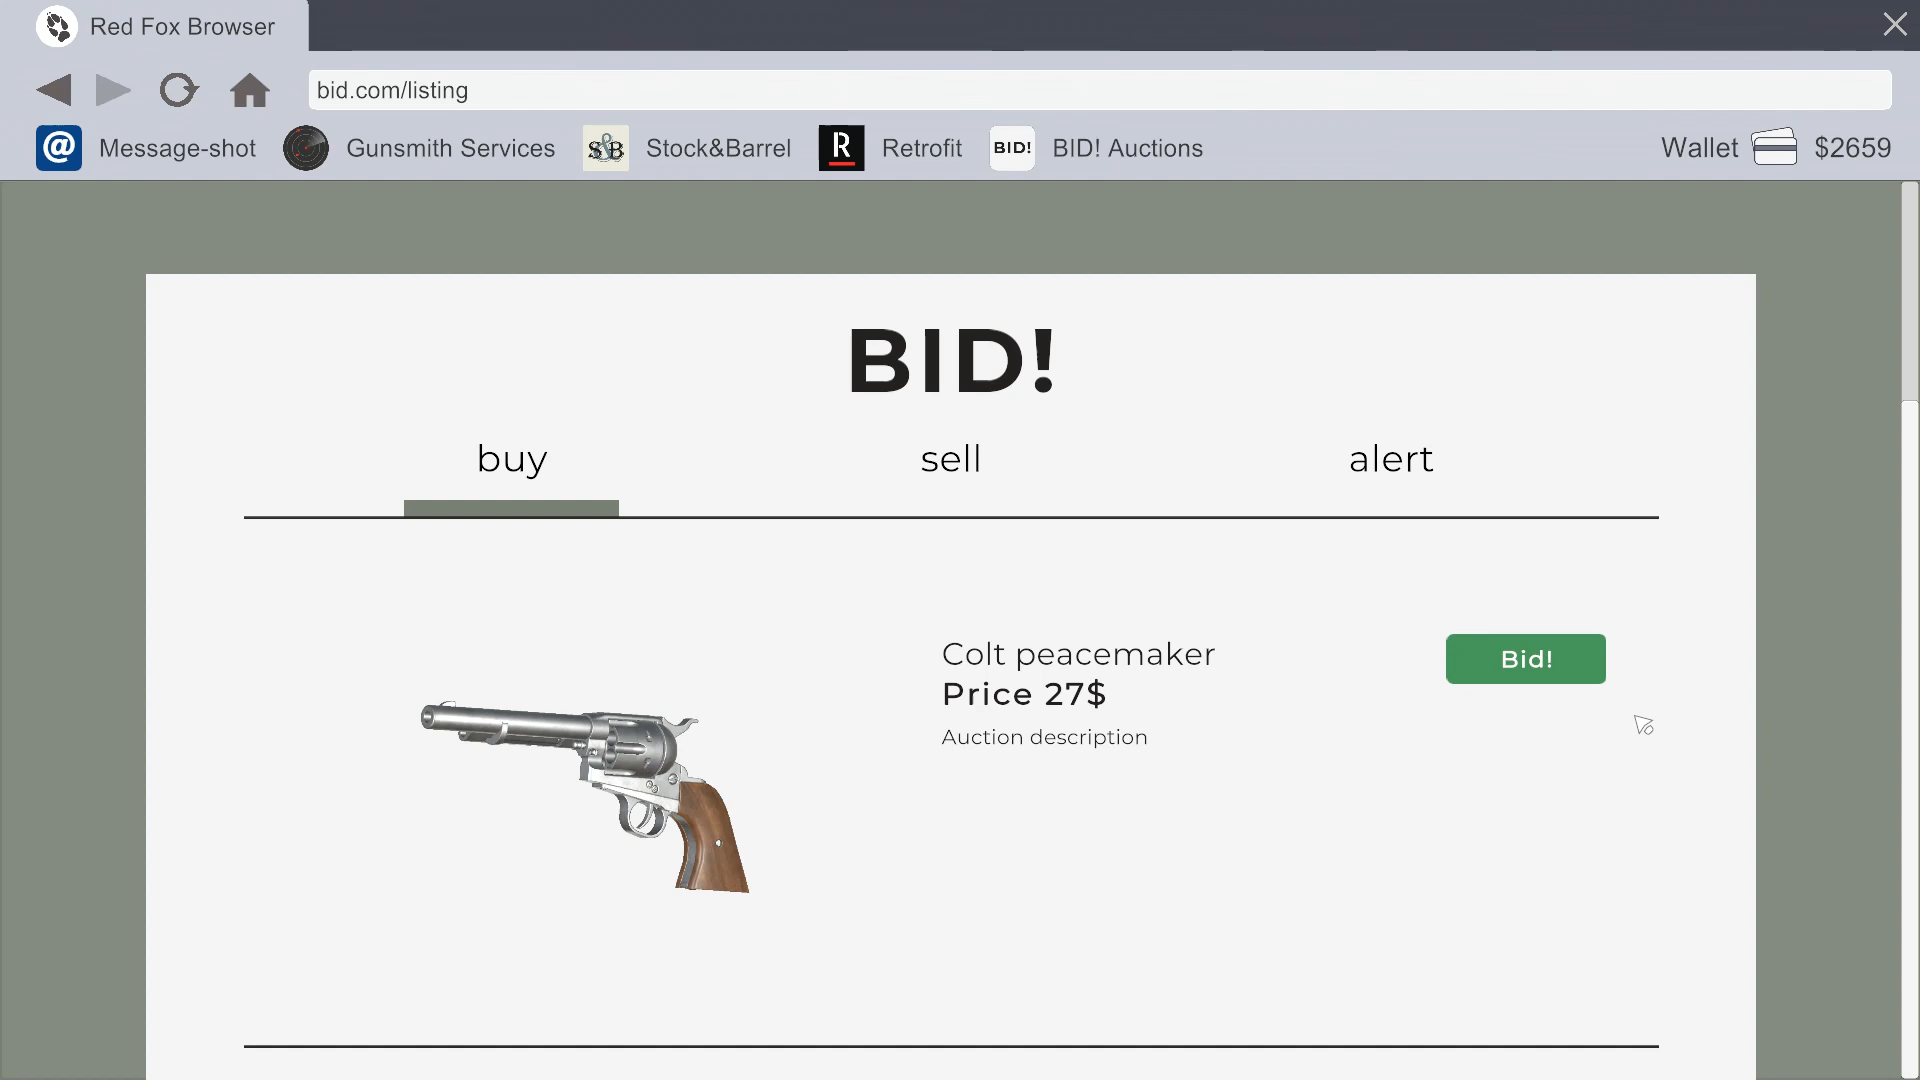 Red Fox Browser
bid.com/listing
@ Message-shot Gunsmith Services S&B Stock&Barrel R Retrofit BID! BID! Auctions Wallet $2659
BID!
buy sell alert
Colt peacemaker
Bid!
Price 27$
Auction description